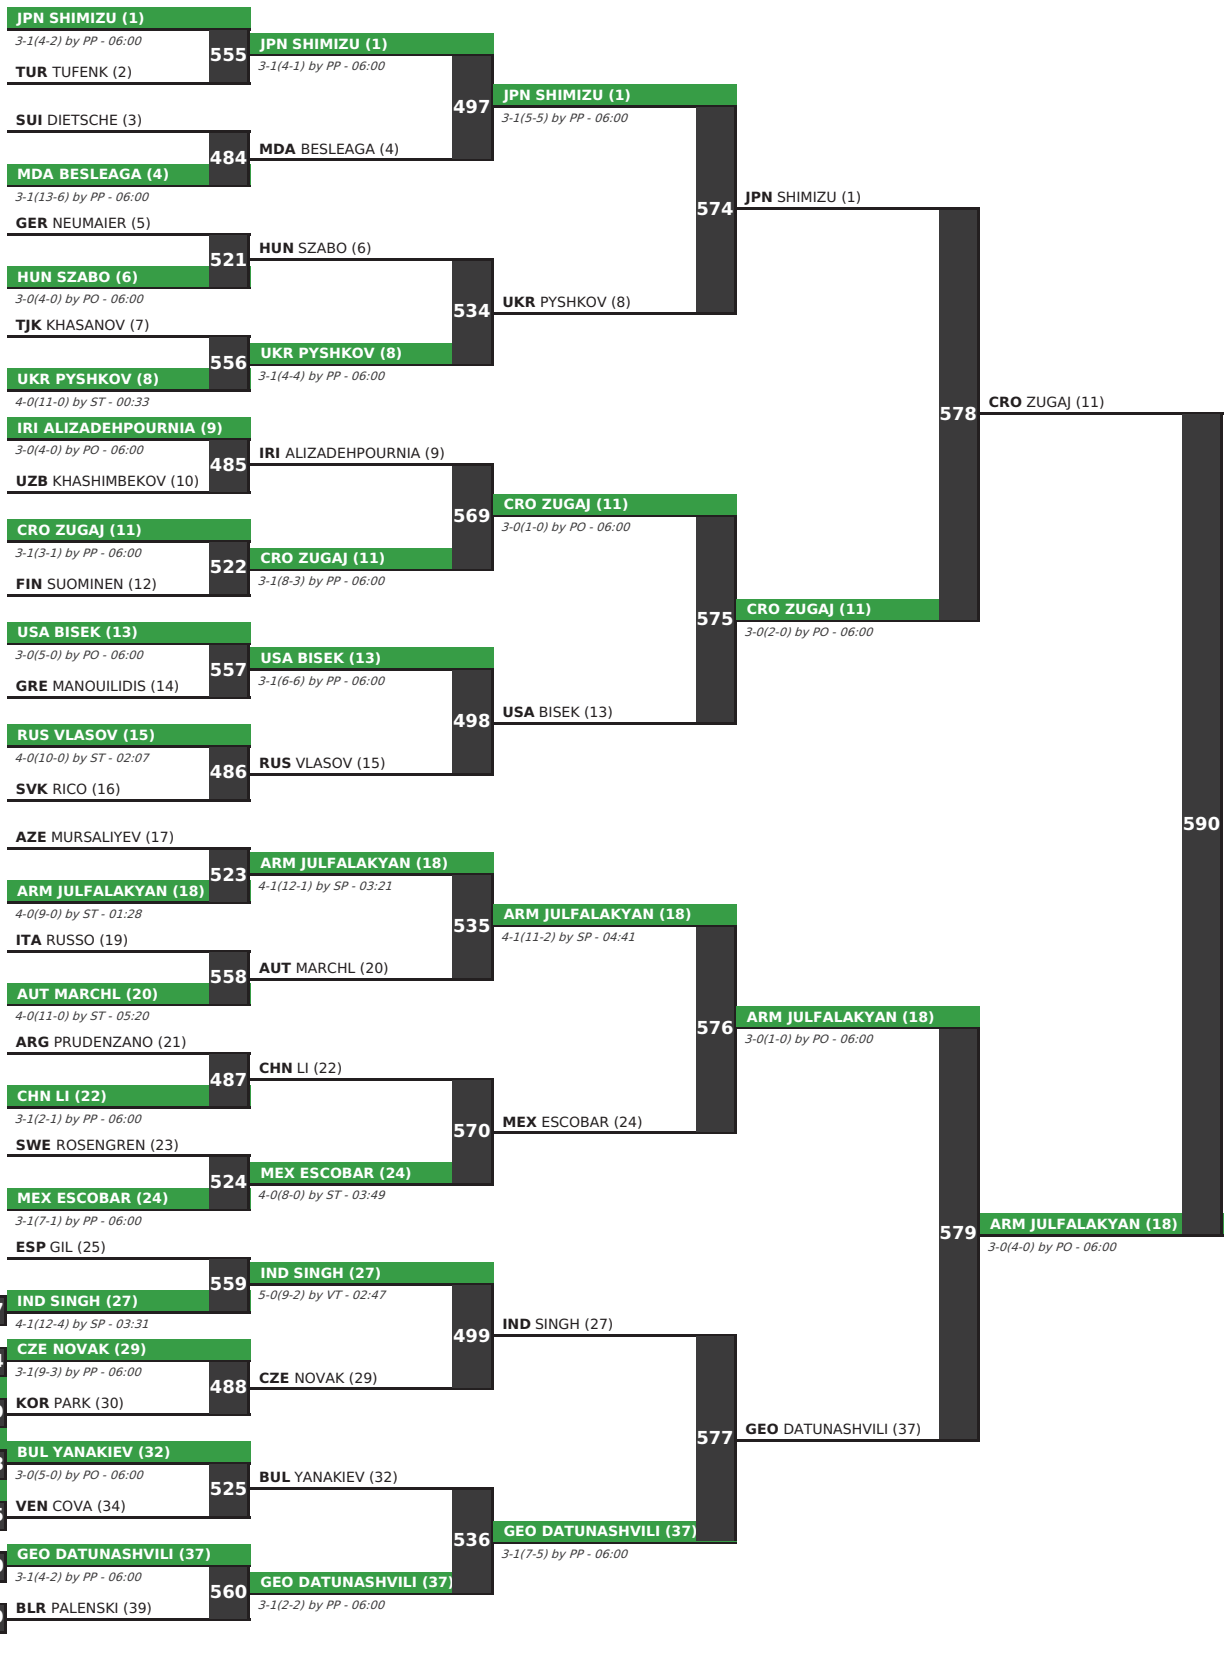 JPN SHIMIZU (1)
3-1(4-2) by PP - 06:00
TUR TUFENK (2)
555
SUI DIETSCHE (3)
484
MDA BESLEAGA (4)
3-1(13-6) by PP - 06:00
GER NEUMAIER (5)
521
HUN SZABO (6)
3-0(4-0) by PO - 06:00
TJK KHASANOV (7)
556
UKR PYSHKOV (8)
4-0(11-0) by ST - 00:33
IRI ALIZADEHPOURNIA (9)
3-0(4-0) by PO - 06:00
485
UZB KHASHIMBEKOV (10)
CRO ZUGAJ (11)
3-1(3-1) by PP - 06:00
522
FIN SUOMINEN (12)
USA BISEK (13)
3-0(5-0) by PO - 06:00
557
GRE MANOUILIDIS (14)
RUS VLASOV (15)
4-0(10-0) by ST - 02:07
486
SVK RICO (16)
AZE MURSALIYEV (17)
523
ARM JULFALAKYAN (18)
4-0(9-0) by ST - 01:28
ITA RUSSO (19)
558
AUT MARCHL (20)
4-0(11-0) by ST - 05:20
ARG PRUDENZANO (21)
487
CHN LI (22)
3-1(2-1) by PP - 06:00
SWE ROSENGREN (23)
524
MEX ESCOBAR (24)
3-1(7-1) by PP - 06:00
ESP GIL (25)
559
IND SINGH (27)
4-1(12-4) by SP - 03:31
CZE NOVAK (29)
3-1(9-3) by PP - 06:00
488
KOR PARK (30)
BUL YANAKIEV (32)
3-0(5-0) by PO - 06:00
525
VEN COVA (34)
GEO DATUNASHVILI (37)
3-1(4-2) by PP - 06:00
560
BLR PALENSKI (39)
JPN SHIMIZU (1)
3-1(4-1) by PP - 06:00
497
MDA BESLEAGA (4)
HUN SZABO (6)
534
UKR PYSHKOV (8)
3-1(4-4) by PP - 06:00
IRI ALIZADEHPOURNIA (9)
569
CRO ZUGAJ (11)
3-1(8-3) by PP - 06:00
USA BISEK (13)
3-1(6-6) by PP - 06:00
498
RUS VLASOV (15)
ARM JULFALAKYAN (18)
4-1(12-1) by SP - 03:21
535
AUT MARCHL (20)
CHN LI (22)
570
MEX ESCOBAR (24)
4-0(8-0) by ST - 03:49
IND SINGH (27)
5-0(9-2) by VT - 02:47
499
CZE NOVAK (29)
BUL YANAKIEV (32)
536
GEO DATUNASHVILI (37)
3-1(2-2) by PP - 06:00
JPN SHIMIZU (1)
3-1(5-5) by PP - 06:00
574
UKR PYSHKOV (8)
CRO ZUGAJ (11)
3-0(1-0) by PO - 06:00
575
USA BISEK (13)
ARM JULFALAKYAN (18)
4-1(11-2) by SP - 04:41
576
MEX ESCOBAR (24)
IND SINGH (27)
577
GEO DATUNASHVILI (37)
3-1(7-5) by PP - 06:00
JPN SHIMIZU (1)
578
CRO ZUGAJ (11)
3-0(2-0) by PO - 06:00
ARM JULFALAKYAN (18)
3-0(1-0) by PO - 06:00
579
GEO DATUNASHVILI (37)
CRO ZUGAJ (11)
590
ARM JULFALAKYAN (18)
3-0(4-0) by PO - 06:00